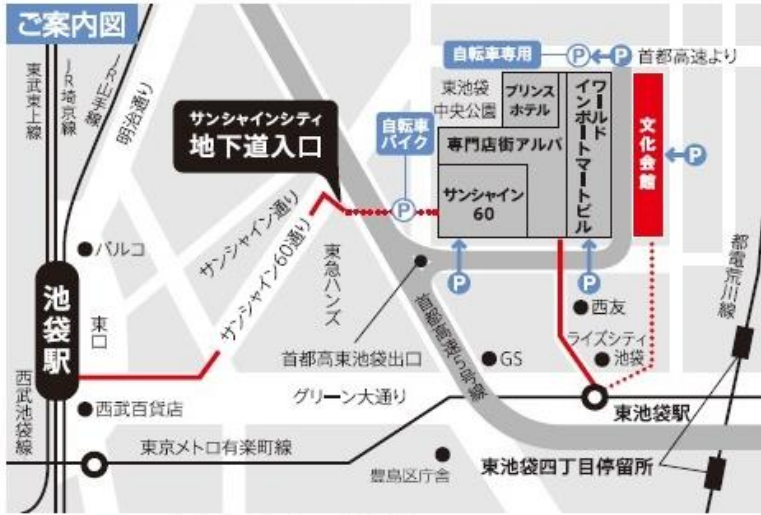 ご案内図
東武東上線
JR埼京線
JR山手線
明治通り
サンシャインシティ
地下道入口
自転車
バイク
P
自転車専用
P
P
首都高速より
東池袋
中央公園
プリンス
ホテル
ワールド
インポートマートビル
専門店街アルパ
サンシャイン
60
文化会館
P
P
P
パルコ
サンシャイン通り
サンシャイン60通り
東急ハンズ
池袋駅
東口
首都高東池袋出口
首都高速5号線
西友
ライズシティ
池袋
GS
都電荒川線
西武池袋線
西武百貨店
グリーン大通り
東池袋駅
東京メトロ有楽町線
豊島区庁舎
東池袋四丁目停留所